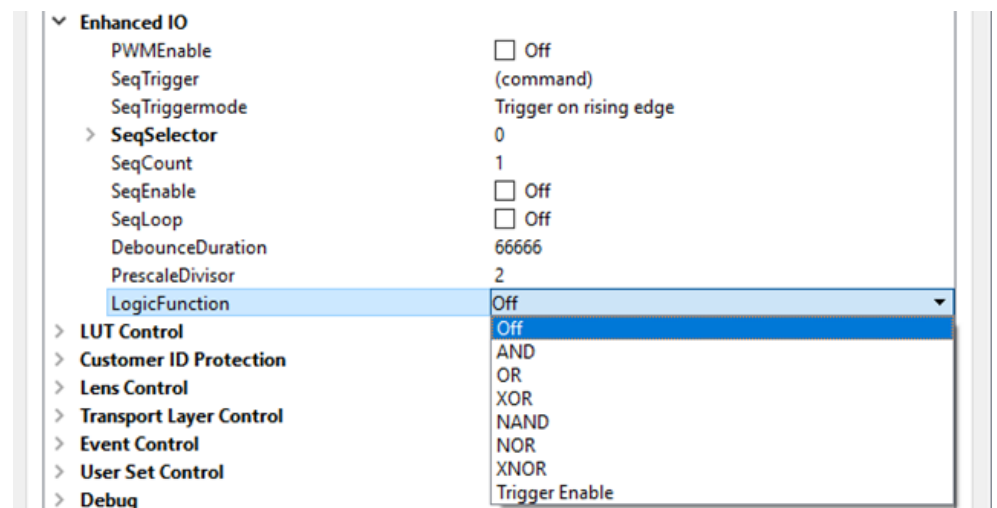 Enhanced IO
PWMEnable Off
SeqTrigger (command)
SeqTriggermode Trigger on rising edge
SeqSelector 0
SeqCount 1
SeqEnable Off
SeqLoop Off
DebounceDuration 66666
PrescaleDivisor 2
LogicFunction Off
LUT Control Off
Customer ID Protection AND
Lens Control OR
XOR
Transport Layer Control NAND
Event Control NOR
User Set Control XNOR
Debug Trigger Enable